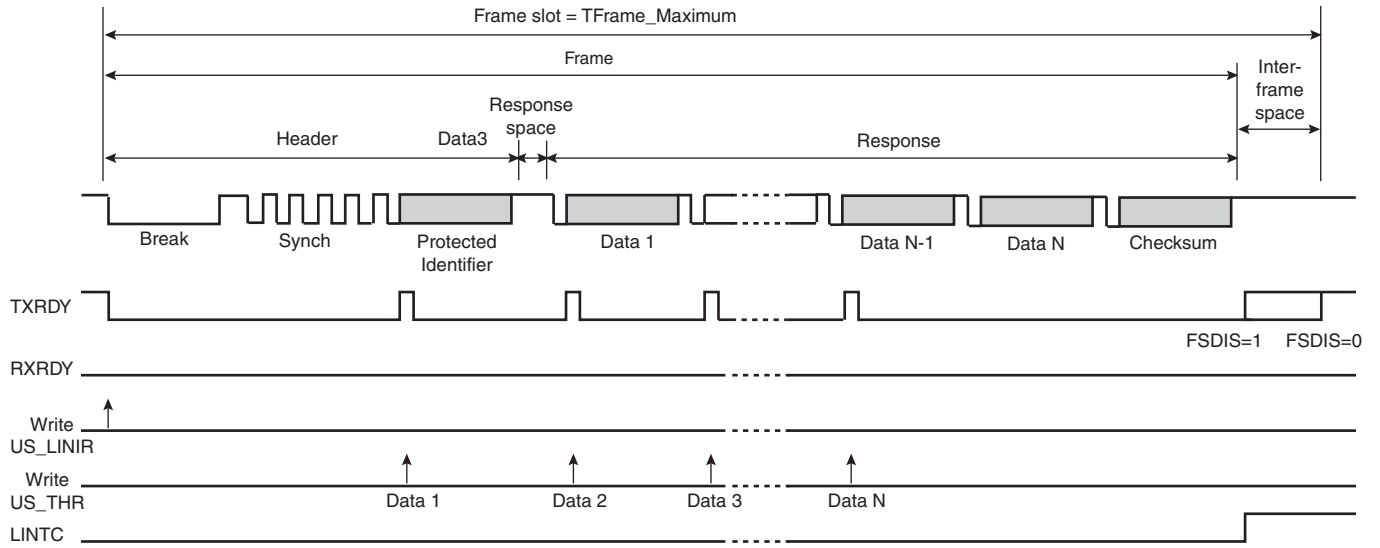 Frame slot = TFrame_Maximum
Frame
Inter-
frame
space
Response
space
Header
Data3
Response
Break
Synch
Protected
Identifier
Data 1
Data N-1
Data N
Checksum
TXRDY
FSDIS=1
FSDIS=0
RXRDY
Write
US_LINIR
Write
US_THR
Data 1
Data 2
Data 3
Data N
LINTC